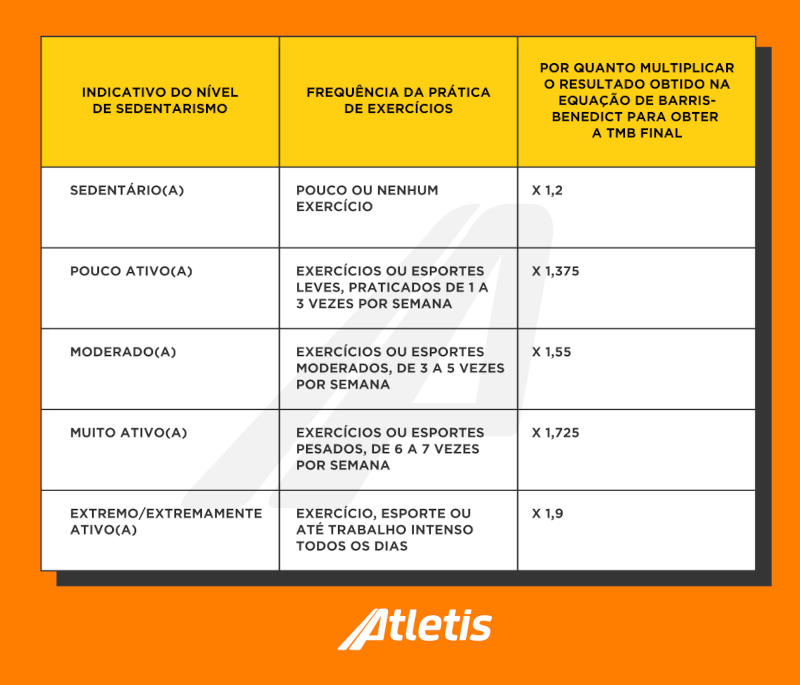 INDICATIVO DO NÍVEL
DE SEDENTARISMO
FREQUÊNCIA DA PRÁTICA
DE EXERCÍCIOS
POR QUANTO MULTIPLICAR
O RESULTADO OBTIDO NA
EQUAÇÃO DE BARRIS-
BENEDICT PARA OBTER
A TMB FINAL
SEDENTÁRIO(A)
POUCO OU NENHUM
EXERCÍCIO
X 1,2
POUCO ATIVO(A)
EXERCÍCIOS OU ESPORTES
LEVES, PRATICADOS DE 1 A
3 VEZES POR SEMANA
X 1,375
MODERADO(A)
EXERCÍCIOS OU ESPORTES
MODERADOS, DE 3 A 5 VEZES
POR SEMANA
X 1,55
MUITO ATIVO(A)
EXERCÍCIOS OU ESPORTES
PESADOS, DE 6 A 7 VEZES
POR SEMANA
X 1,725
EXTREMO/EXTREMAMENTE
ATIVO(A)
EXERCÍCIO, ESPORTE OU
ATÉ TRABALHO INTENSO
TODOS OS DIAS
X 1,9
Atletis